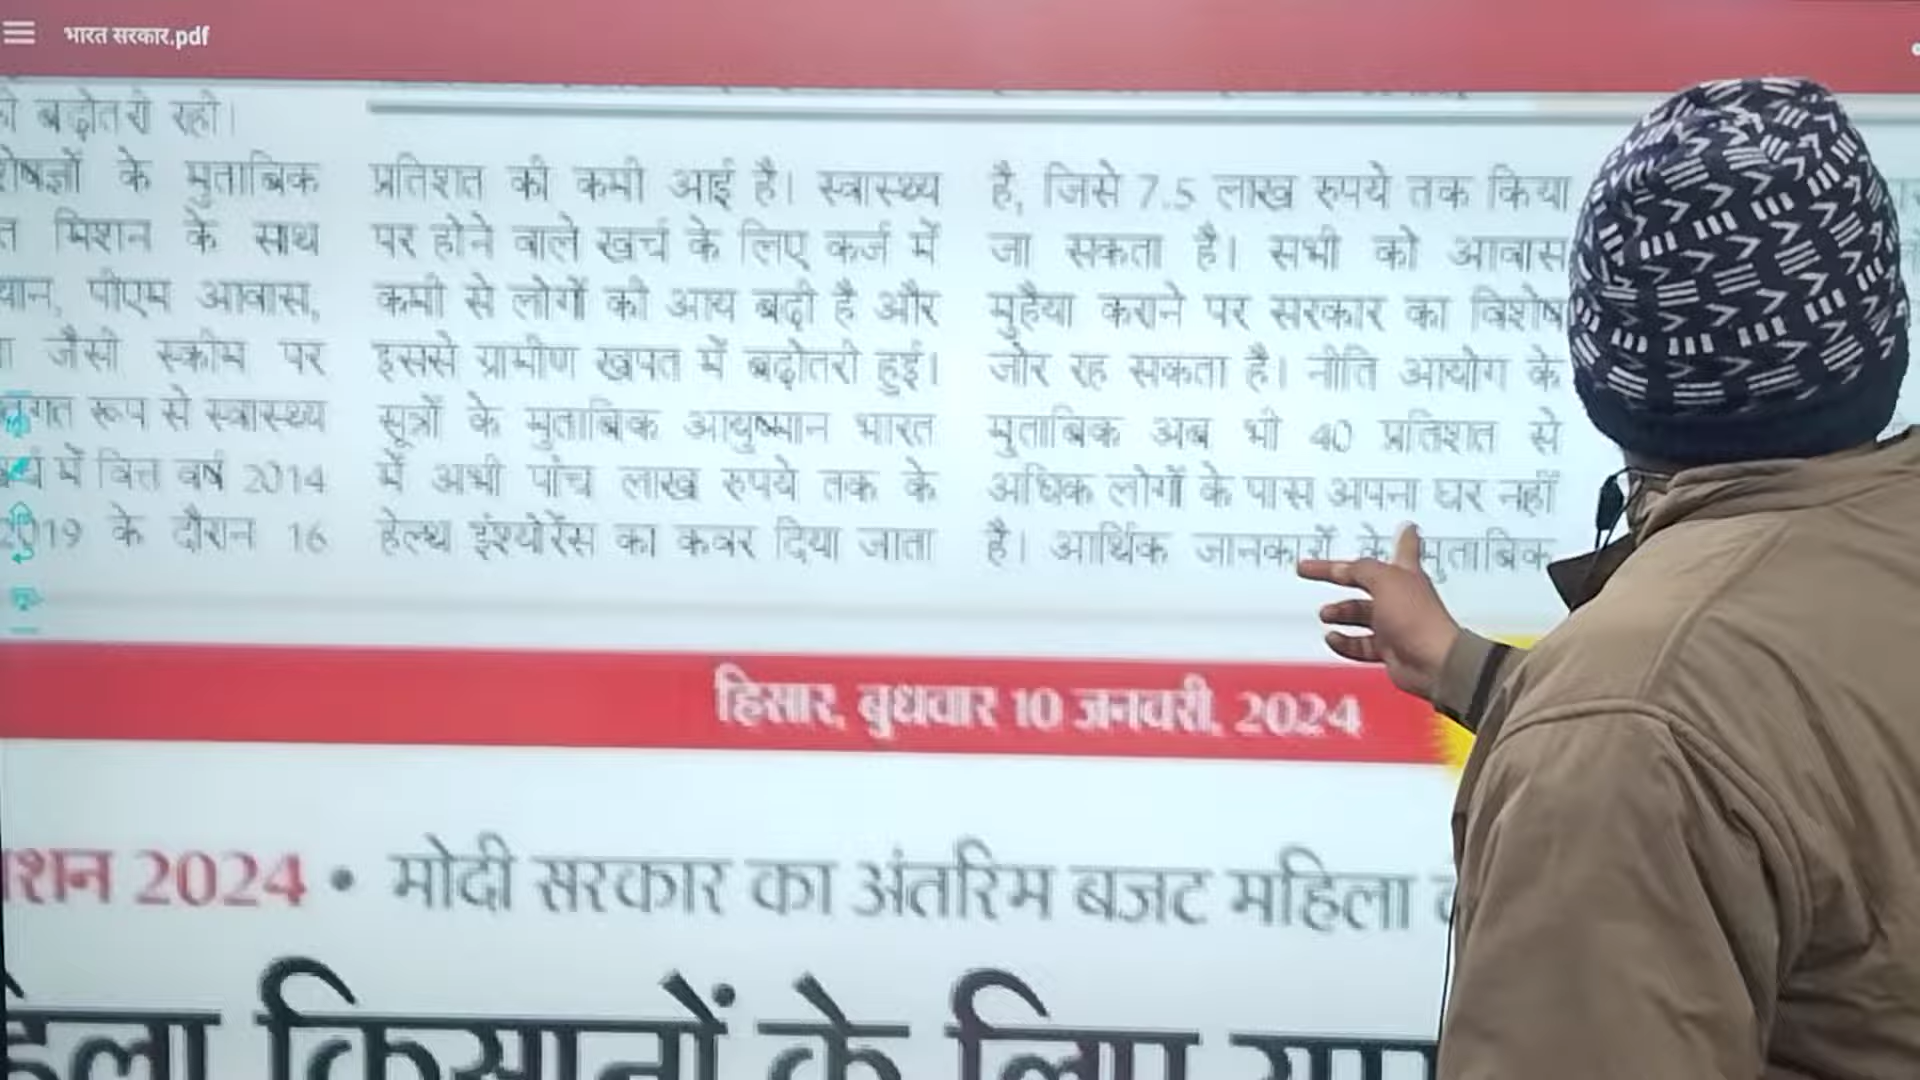 भारत सरकार.pdf
बढ़ोतरी रही।
के मुताबिक
मिशन के साथ
पीएम आवास,
जैसी स्कीम पर
रूप से स्वास्थ्य
में वित्त वर्ष 2014
2019 के दौरान 16
प्रतिशत की कमी आई है। स्वास्थ्य
पर होने वाले खर्च के लिए कर्ज में
कमी से लोगों की आय बढ़ी है और
इससे ग्रामीण खपत में बढ़ोतरी हुई।
सूत्रों के मुताबिक आयुष्मान भारत
में अभी पांच लाख रुपये तक के
हेल्थ इंश्योरेंस का कवर दिया जाता
है, जिसे 7.5 लाख रुपये तक किया
जा सकता है। सभी को आवास
मुहैया कराने पर सरकार का विशेष
जोर रह सकता है। नीति आयोग के
मुताबिक अब भी 40 प्रतिशत से
अधिक लोगों के पास अपना घर नहीं
है। आर्थिक जानकारों के मुताबिक
हिसार, बुधवार 10 जनवरी, 2024
2024 • मोदी सरकार का अंतरिम बजट महिला
किसानों के लिए